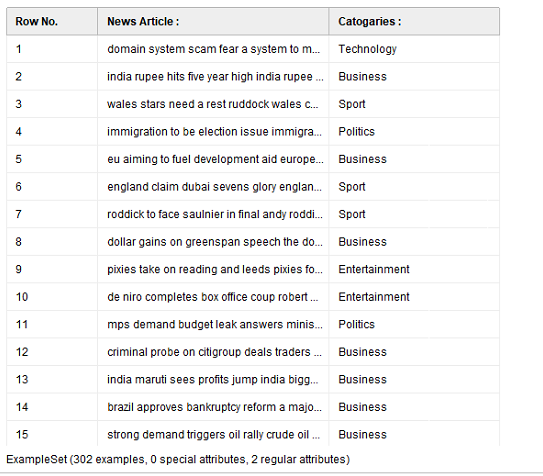 Row No. News Article : Catogaries :
1 domain system scam fear a system to m... Technology
2 india rupee hits five year high india rupee ... Business
3 wales stars need a rest ruddock wales c... Sport
4 immigration to be election issue immigra... Politics
5 eu aiming to fuel development aid europe... Business
6 england claim dubai sevens glory englan... Sport
7 roddick to face saulnier in final andy roddi... Sport
8 dollar gains on greenspan speech the do... Business
9 pixies take on reading and leeds pixies fo... Entertainment
10 de niro completes box office coup robert ... Entertainment
11 mps demand budget leak answers minis... Politics
12 criminal probe on citigroup deals traders ... Business
13 india maruti sees profits jump india bigg... Business
14 brazil approves bankruptcy reform a majo... Business
15 strong demand triggers oil rally crude oil ... Business
ExampleSet (302 examples, 0 special attributes, 2 regular attributes)